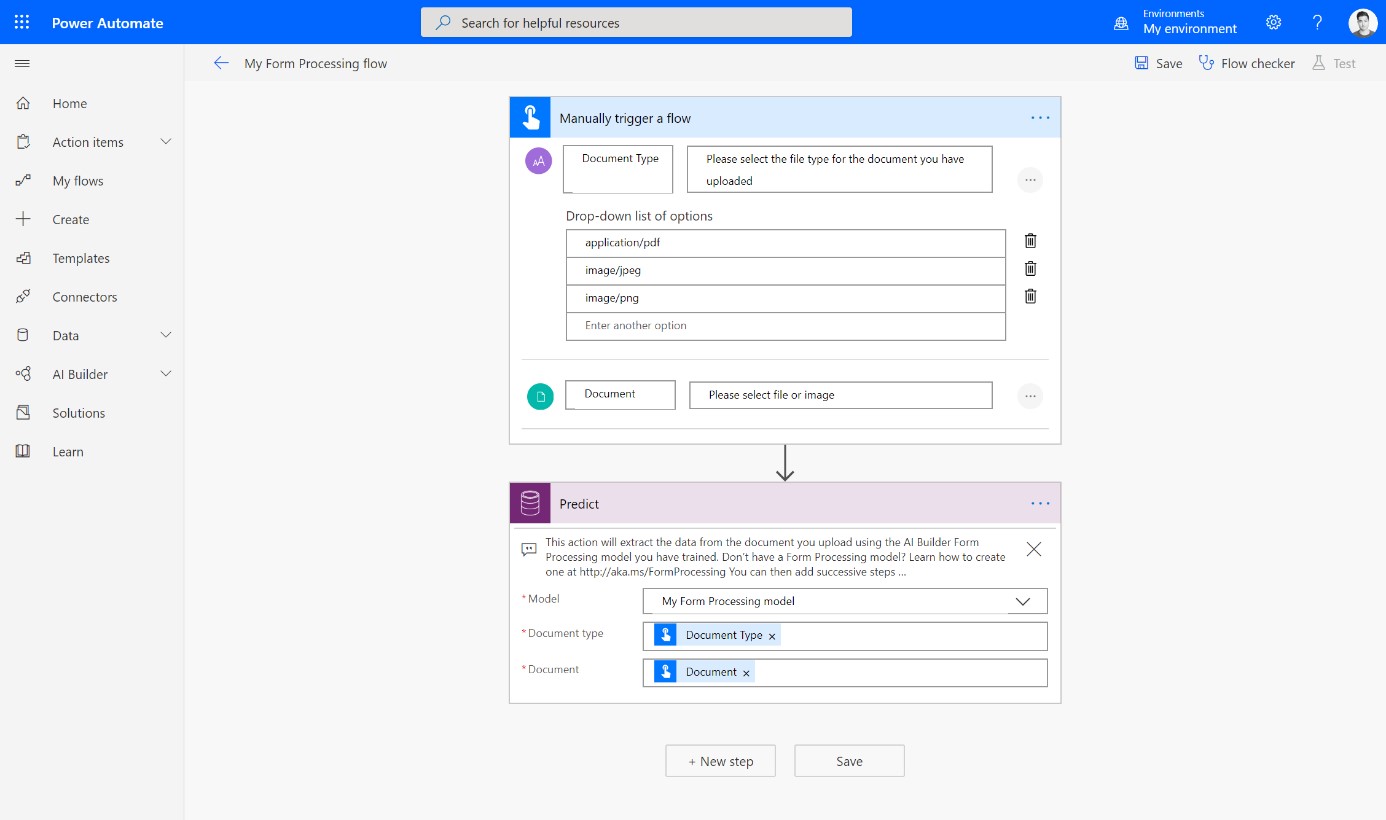 Power Automate
Search for helpful resources
Environments
My environment
?
My Form Processing flow
Save
Flow checker
Test
Home
Action items
My flows
Create
Templates
Connectors
Data
AI Builder
Solutions
Learn
Manually trigger a flow
...
AA
Document Type
Please select the file type for the document you have
uploaded
...
Drop-down list of options
application/pdf
image/jpeg
image/png
Enter another option
Document
Please select file or image
...
Predict
...
This action will extract the data from the document you upload using the AI Builder Form
Processing model you have trained. Don't have a Form Processing model? Learn how to create
one at http://aka.ms/FormProcessing You can then add successive steps ...
* Model
My Form Processing model
* Document type
Document Type ×
* Document
Document ×
+ New step
Save